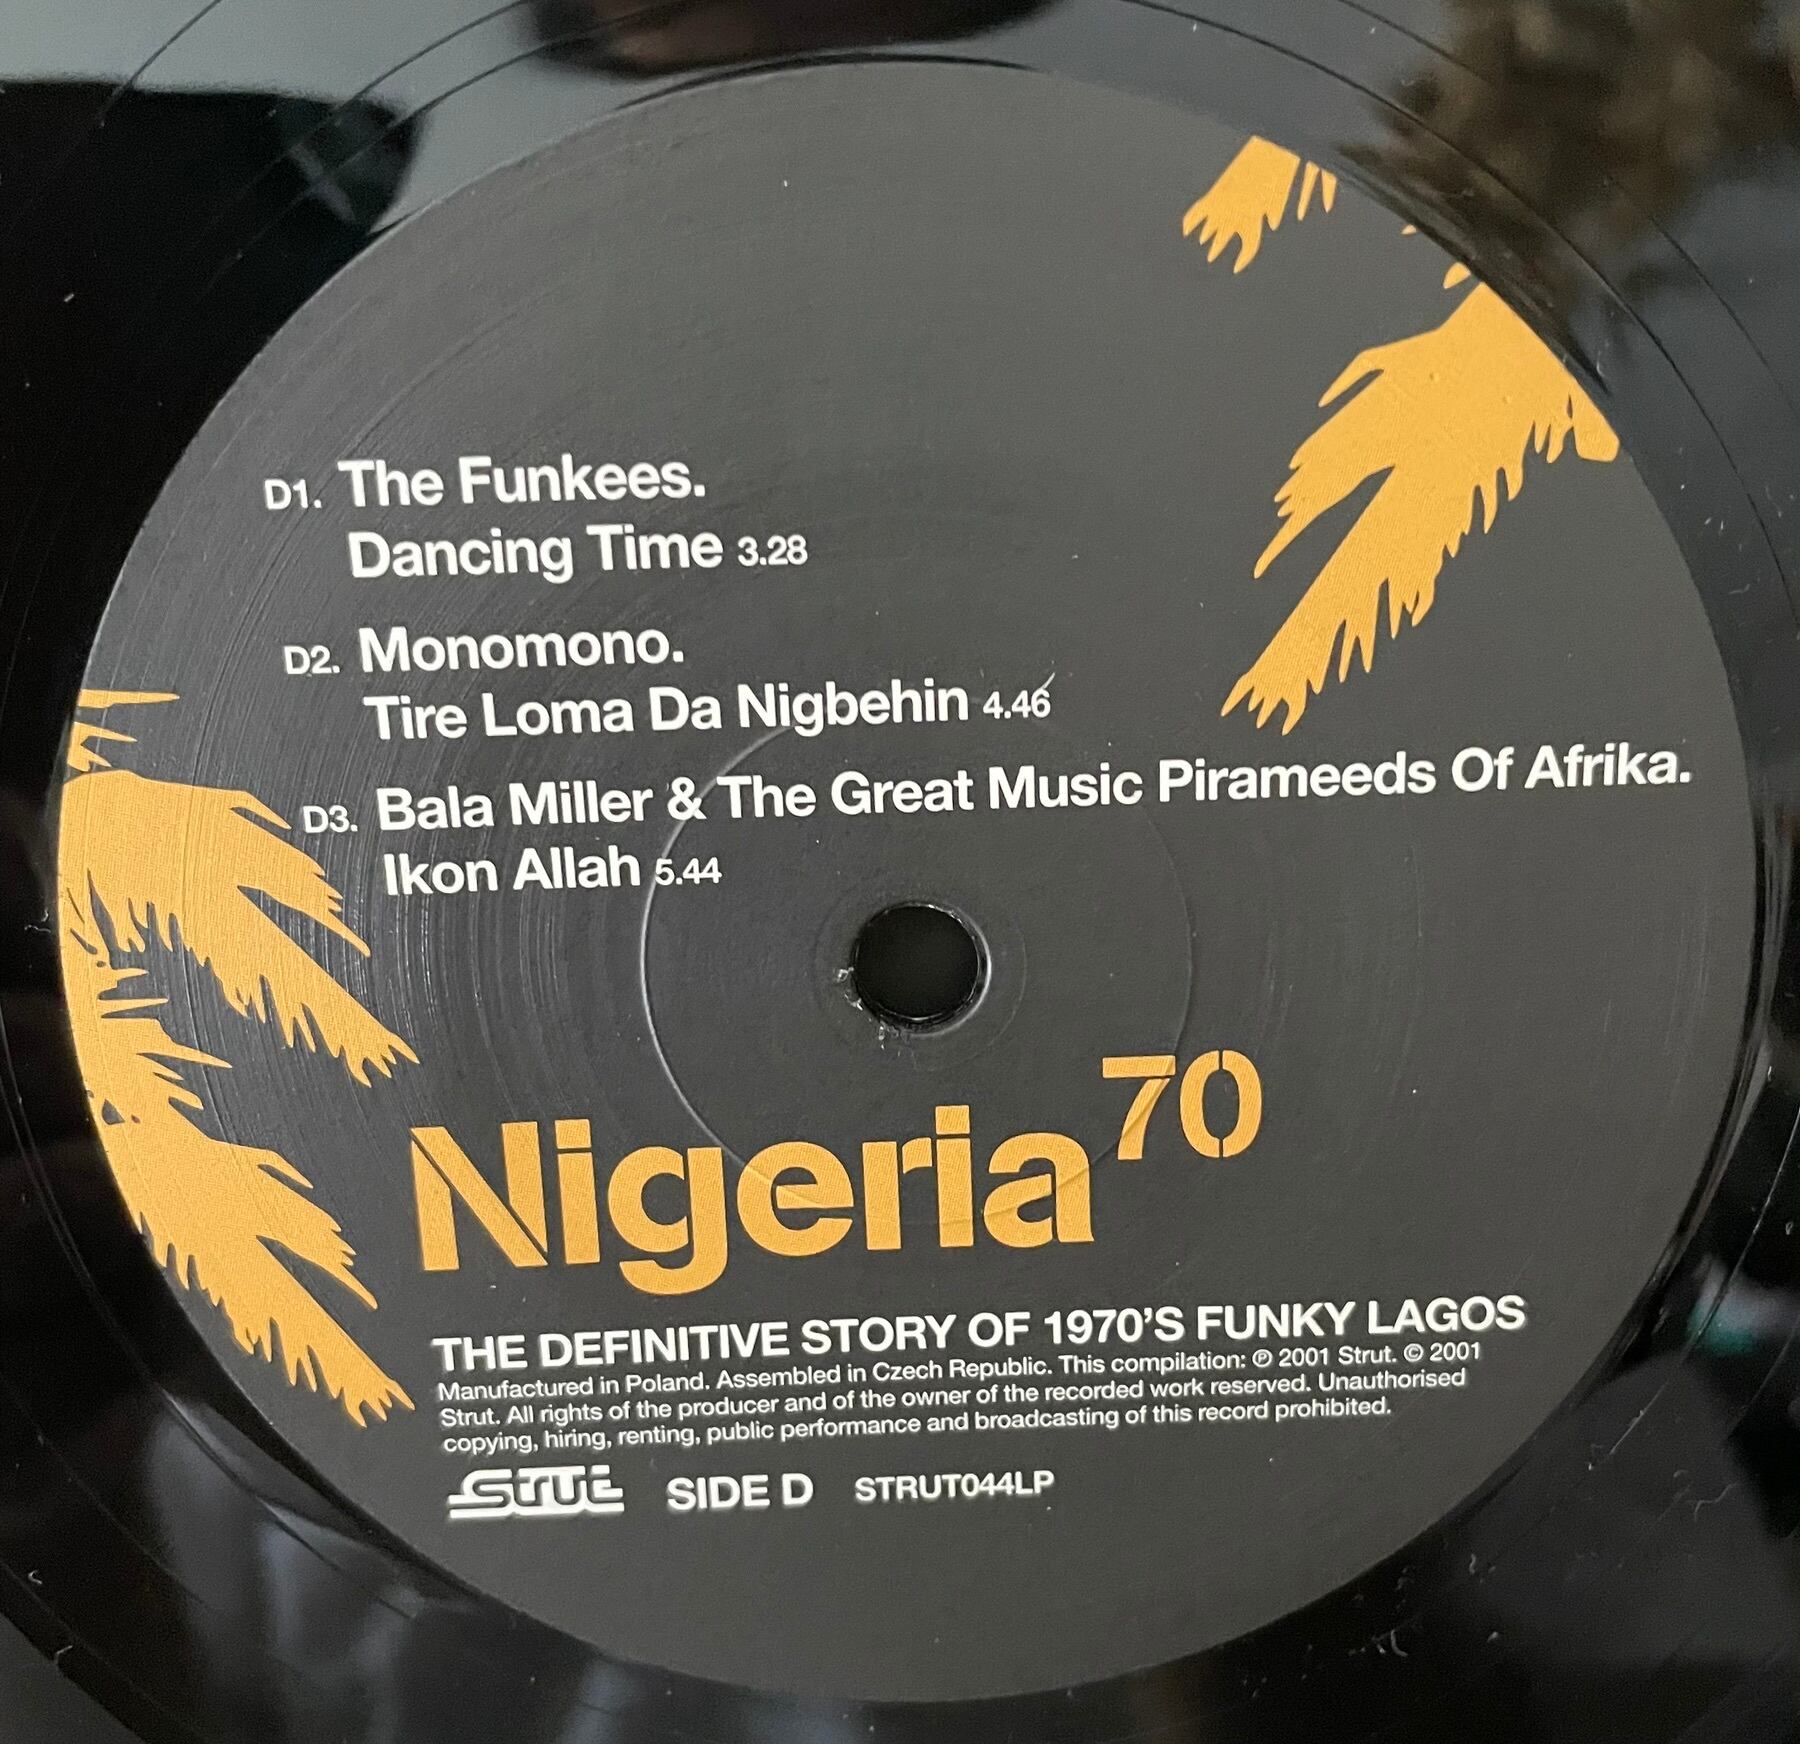 D1. The Funkees.
Dancing Time 3.28
D2. Monomono.
Tire Loma Da Nigbehin 4.46
D3. Bala Miller & The Great Music Pirameeds Of Afrika.
Ikon Allah 5.44
Nigeria 70
THE DEFINITIVE STORY OF 1970'S FUNKY LAGOS
Manufactured in Poland. Assembled in Czech Republic. This compilation: ℗ 2001 Strut. © 2001
Strut. All rights of the producer and of the owner of the recorded work reserved. Unauthorised
copying, hiring, renting, public performance and broadcasting of this record prohibited.
Strut SIDE D STRUT044LP